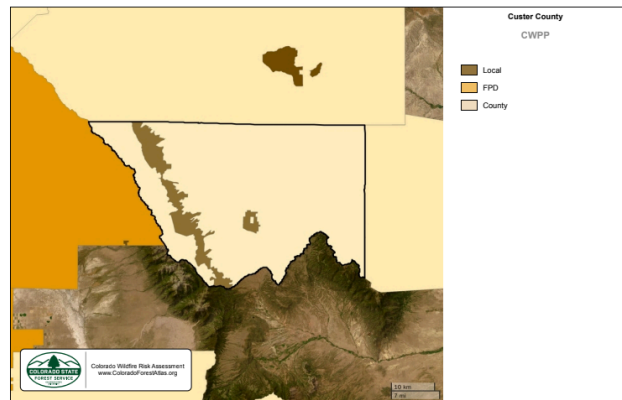 Custer County
CWPP
Local
FPD
County
COLORADO STATE
FOREST SERVICE
Colorado Wildfire Risk Assessment
www.ColoradoForestAtlas.org
10 km
7 mi